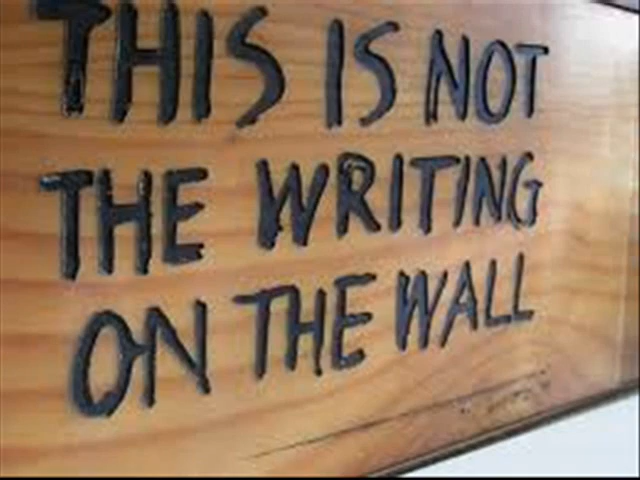 THIS IS NOT
THE WRITING
ON THE WALL